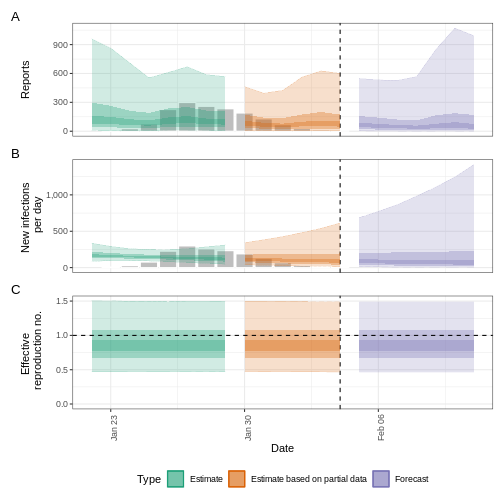 A
Reports
900
600
300
0
B
New infections
per day
1,000
500
0
C
Effective
reproduction no.
1.5
1.0
0.5
0.0
Jan 23
Jan 30
Feb 06
Date
Type
Estimate
Estimate based on partial data
Forecast